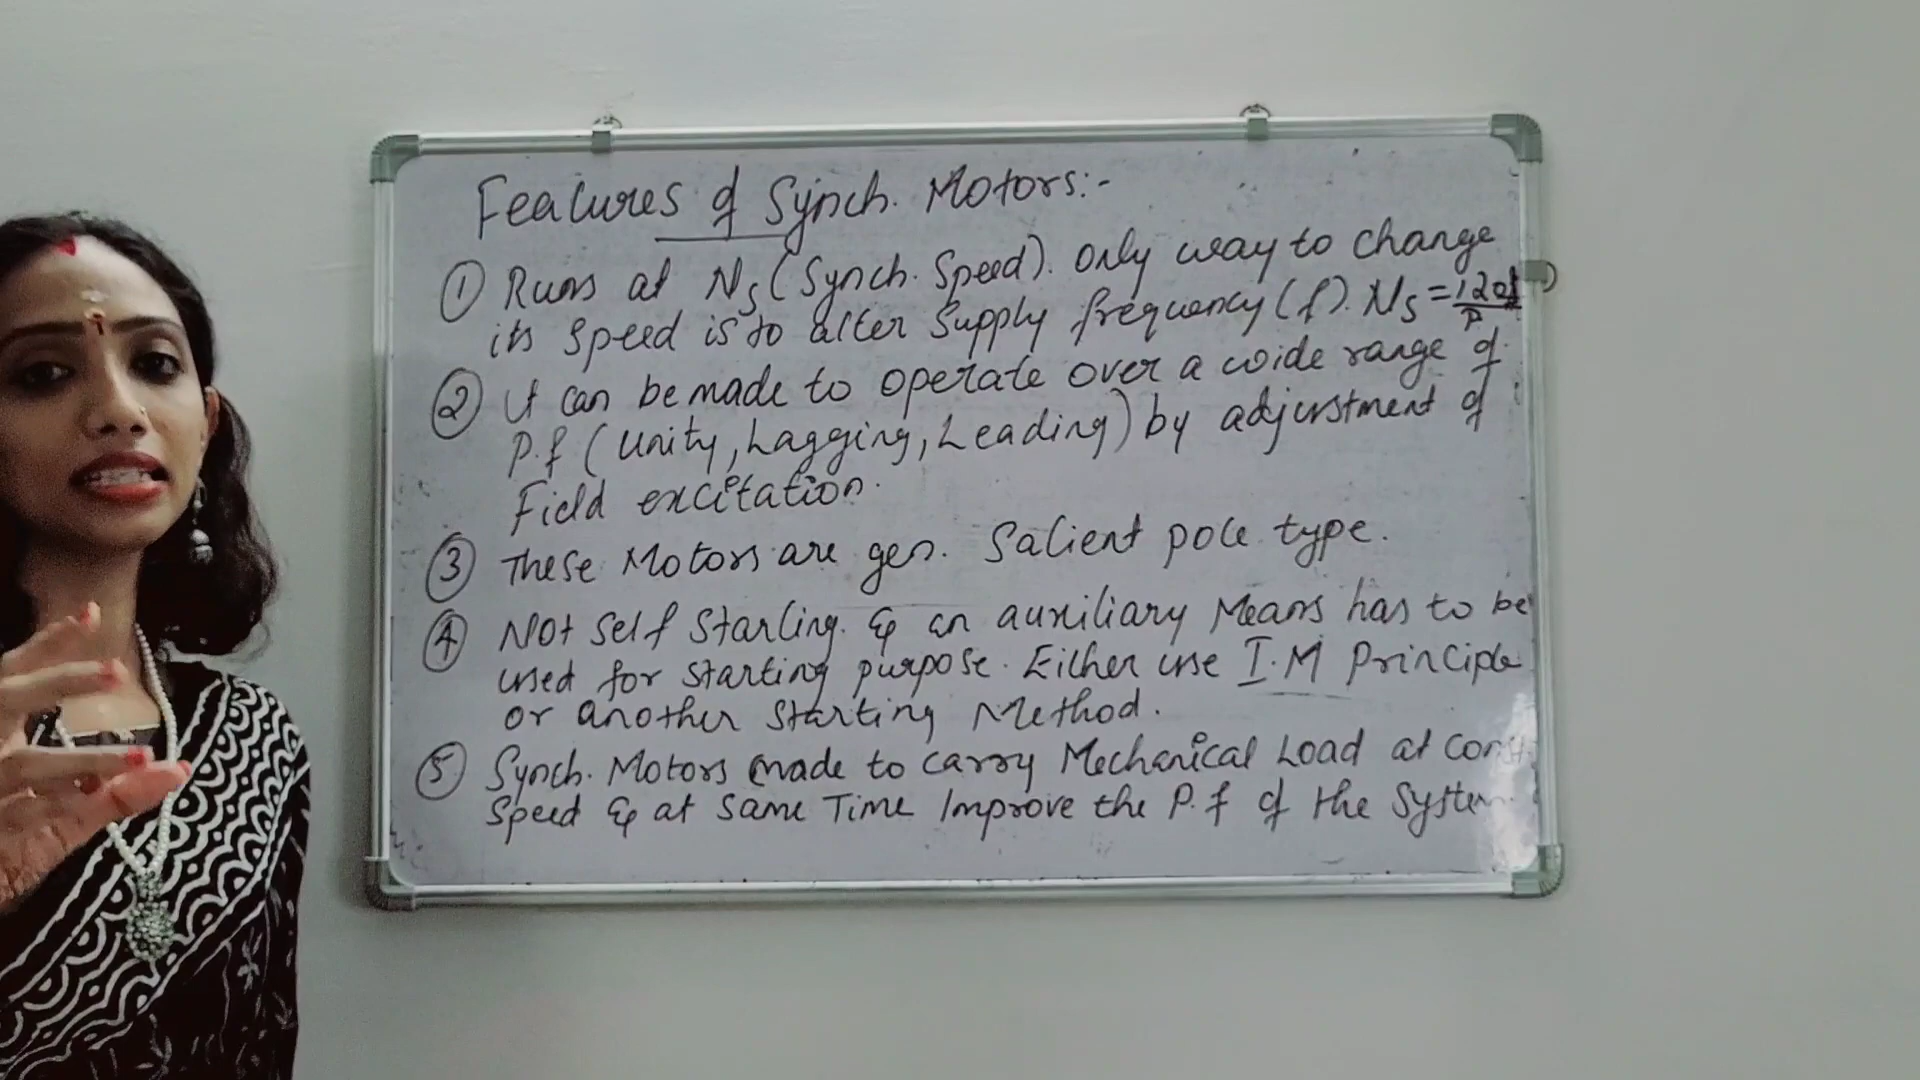 Features of Synch. Motors:-
① Runs at Ns (Synch. Speed). Only way to change
its speed is to alter supply frequency (f). Ns = 120f/P
② It can be made to operate over a wide range of
P.f (Unity, Lagging, Leading) by adjustment of
Field excitation.
③ These Motors are gen. Salient pole type.
④ Not Self Starting. & an auxiliary Means has to be
used for starting purpose. Either use I.M Principle
or another Starting Method.
⑤ Synch. Motors made to carry Mechanical Load at Const
Speed & at Same Time Improve the P.f of the System.